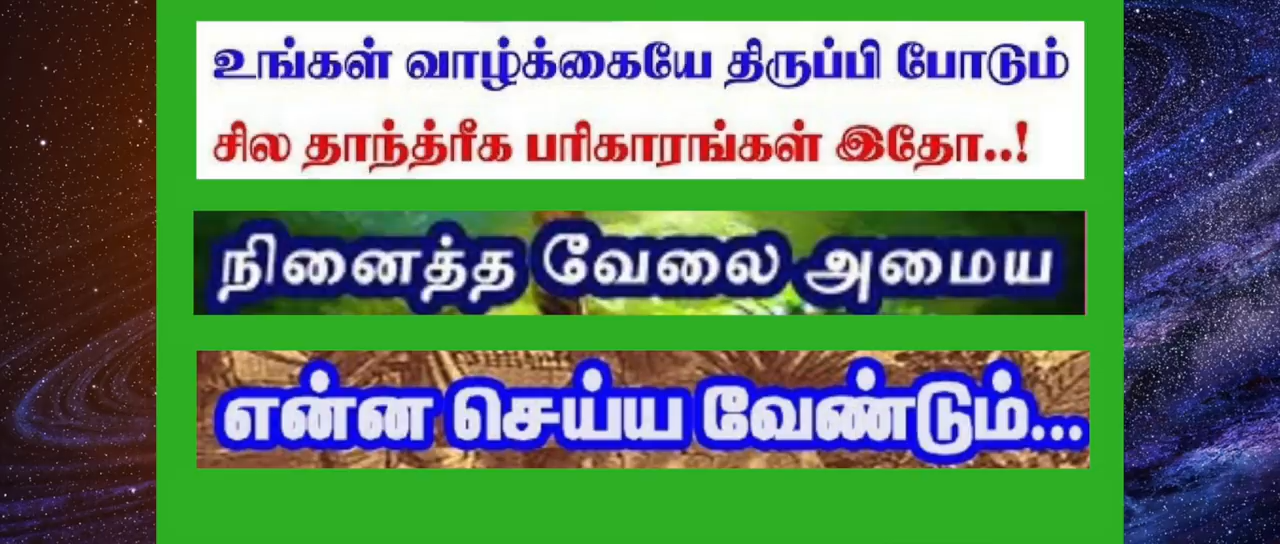 உங்கள் வாழ்க்கையே திருப்பி போடும்
சில தாந்த்ரீக பரிகாரங்கள் இதோ..!
நினைத்த வேலை அமைய
என்ன செய்ய வேண்டும்...